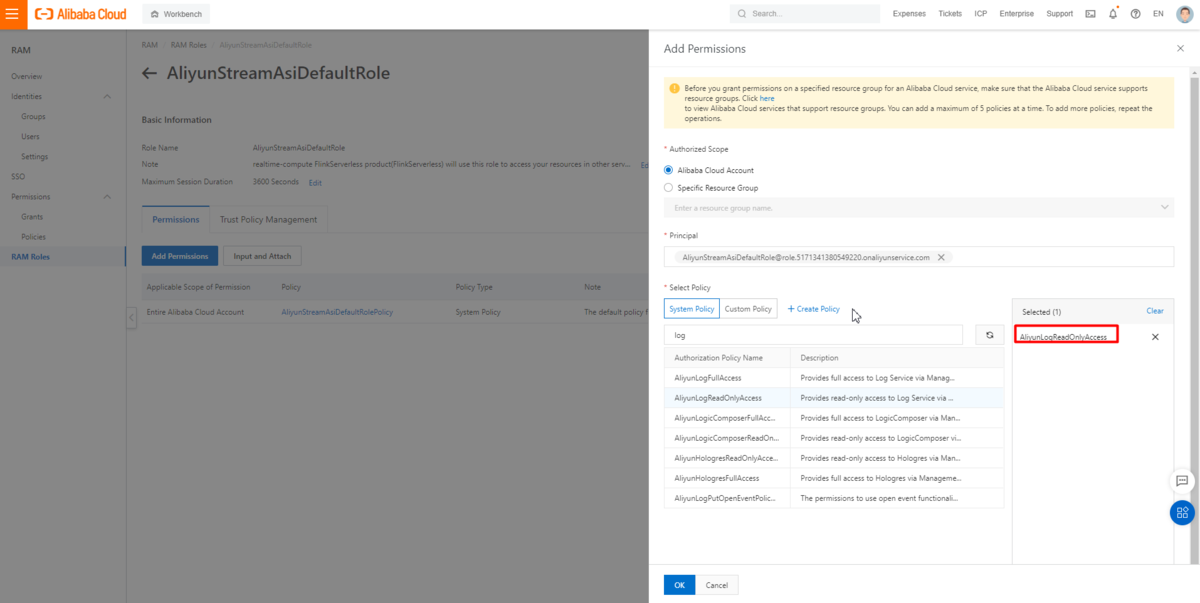 Alibaba Cloud
Workbench
Search...
Expenses Tickets ICP Enterprise Support EN
RAM
Overview
Identities
Groups
Users
Settings
SSO
Permissions
Grants
Policies
RAM Roles
RAM / RAM Roles / AliyunStreamAsiDefaultRole
AliyunStreamAsiDefaultRole
Basic Information
Role Name AliyunStreamAsiDefaultRole
Note realtime-compute FlinkServerless product(FlinkServerless) will use this role to access your resources in other serv...
Maximum Session Duration 3600 Seconds Edit
Permissions Trust Policy Management
Add Permissions Input and Attach
Applicable Scope of Permission Policy Policy Type Note
Entire Alibaba Cloud Account AliyunStreamAsiDefaultRolePolicy System Policy The default policy f
Add Permissions
Before you grant permissions on a specified resource group for an Alibaba Cloud service, make sure that the Alibaba Cloud service supports
resource groups. Click here
to view Alibaba Cloud services that support resource groups. You can add a maximum of 5 policies at a time. To add more policies, repeat the
operations.
* Authorized Scope
Alibaba Cloud Account
Specific Resource Group
Enter a resource group name.
* Principal
AliyunStreamAsiDefaultRole@role.5171341380549220.onaliyunservice.com
* Select Policy
System Policy Custom Policy + Create Policy
log
Authorization Policy Name Description
AliyunLogFullAccess Provides full access to Log Service via Manag...
AliyunLogReadOnlyAccess Provides read-only access to Log Service via ...
AliyunLogicComposerFullAcc... Provides full access to LogicComposer via Man...
AliyunLogicComposerReadOn... Provides read-only access to LogicComposer vi...
AliyunHologresReadOnlyAcce... Provides read-only access to Hologres via Man...
AliyunHologresFullAccess Provides full access to Hologres via Manageme...
AliyunLogPutOpenEventPolic... The permissions to use open event functionali...
Selected (1) Clear
AliyunLogReadOnlyAccess
OK Cancel